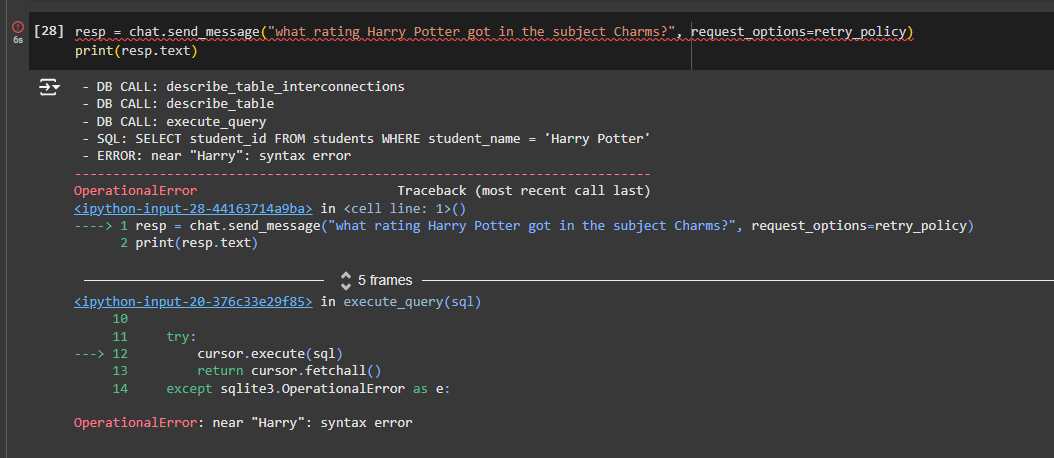 [28] resp = chat.send_message("what rating Harry Potter got in the subject Charms?", request_options=retry_policy)
6s
print(resp.text)
- DB CALL: describe_table_interconnections
- DB CALL: describe_table
- DB CALL: execute_query
- SQL: SELECT student_id FROM students WHERE student_name = 'Harry Potter'
- ERROR: near "Harry": syntax error
---------------------------------------------------------------------------
OperationalError Traceback (most recent call last)
<ipython-input-28-44163714a9ba> in <cell line: 1>()
----> 1 resp = chat.send_message("what rating Harry Potter got in the subject Charms?", request_options=retry_policy)
2 print(resp.text)
5 frames
<ipython-input-20-376c33e29f85> in execute_query(sql)
10
11 try:
---> 12 cursor.execute(sql)
13 return cursor.fetchall()
14 except sqlite3.OperationalError as e:
OperationalError: near "Harry": syntax error